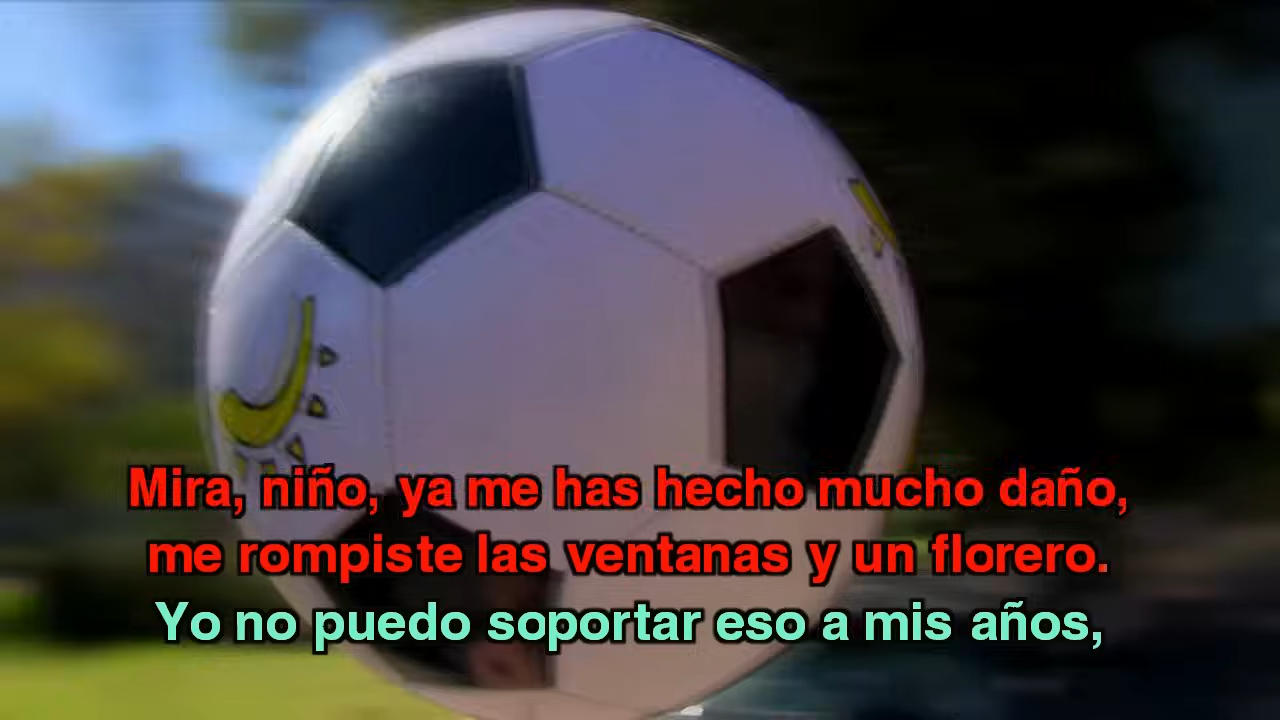 Mira, niño, ya me has hecho mucho daño,
me rompiste las ventanas y un florero.
Yo no puedo soportar eso a mis años,